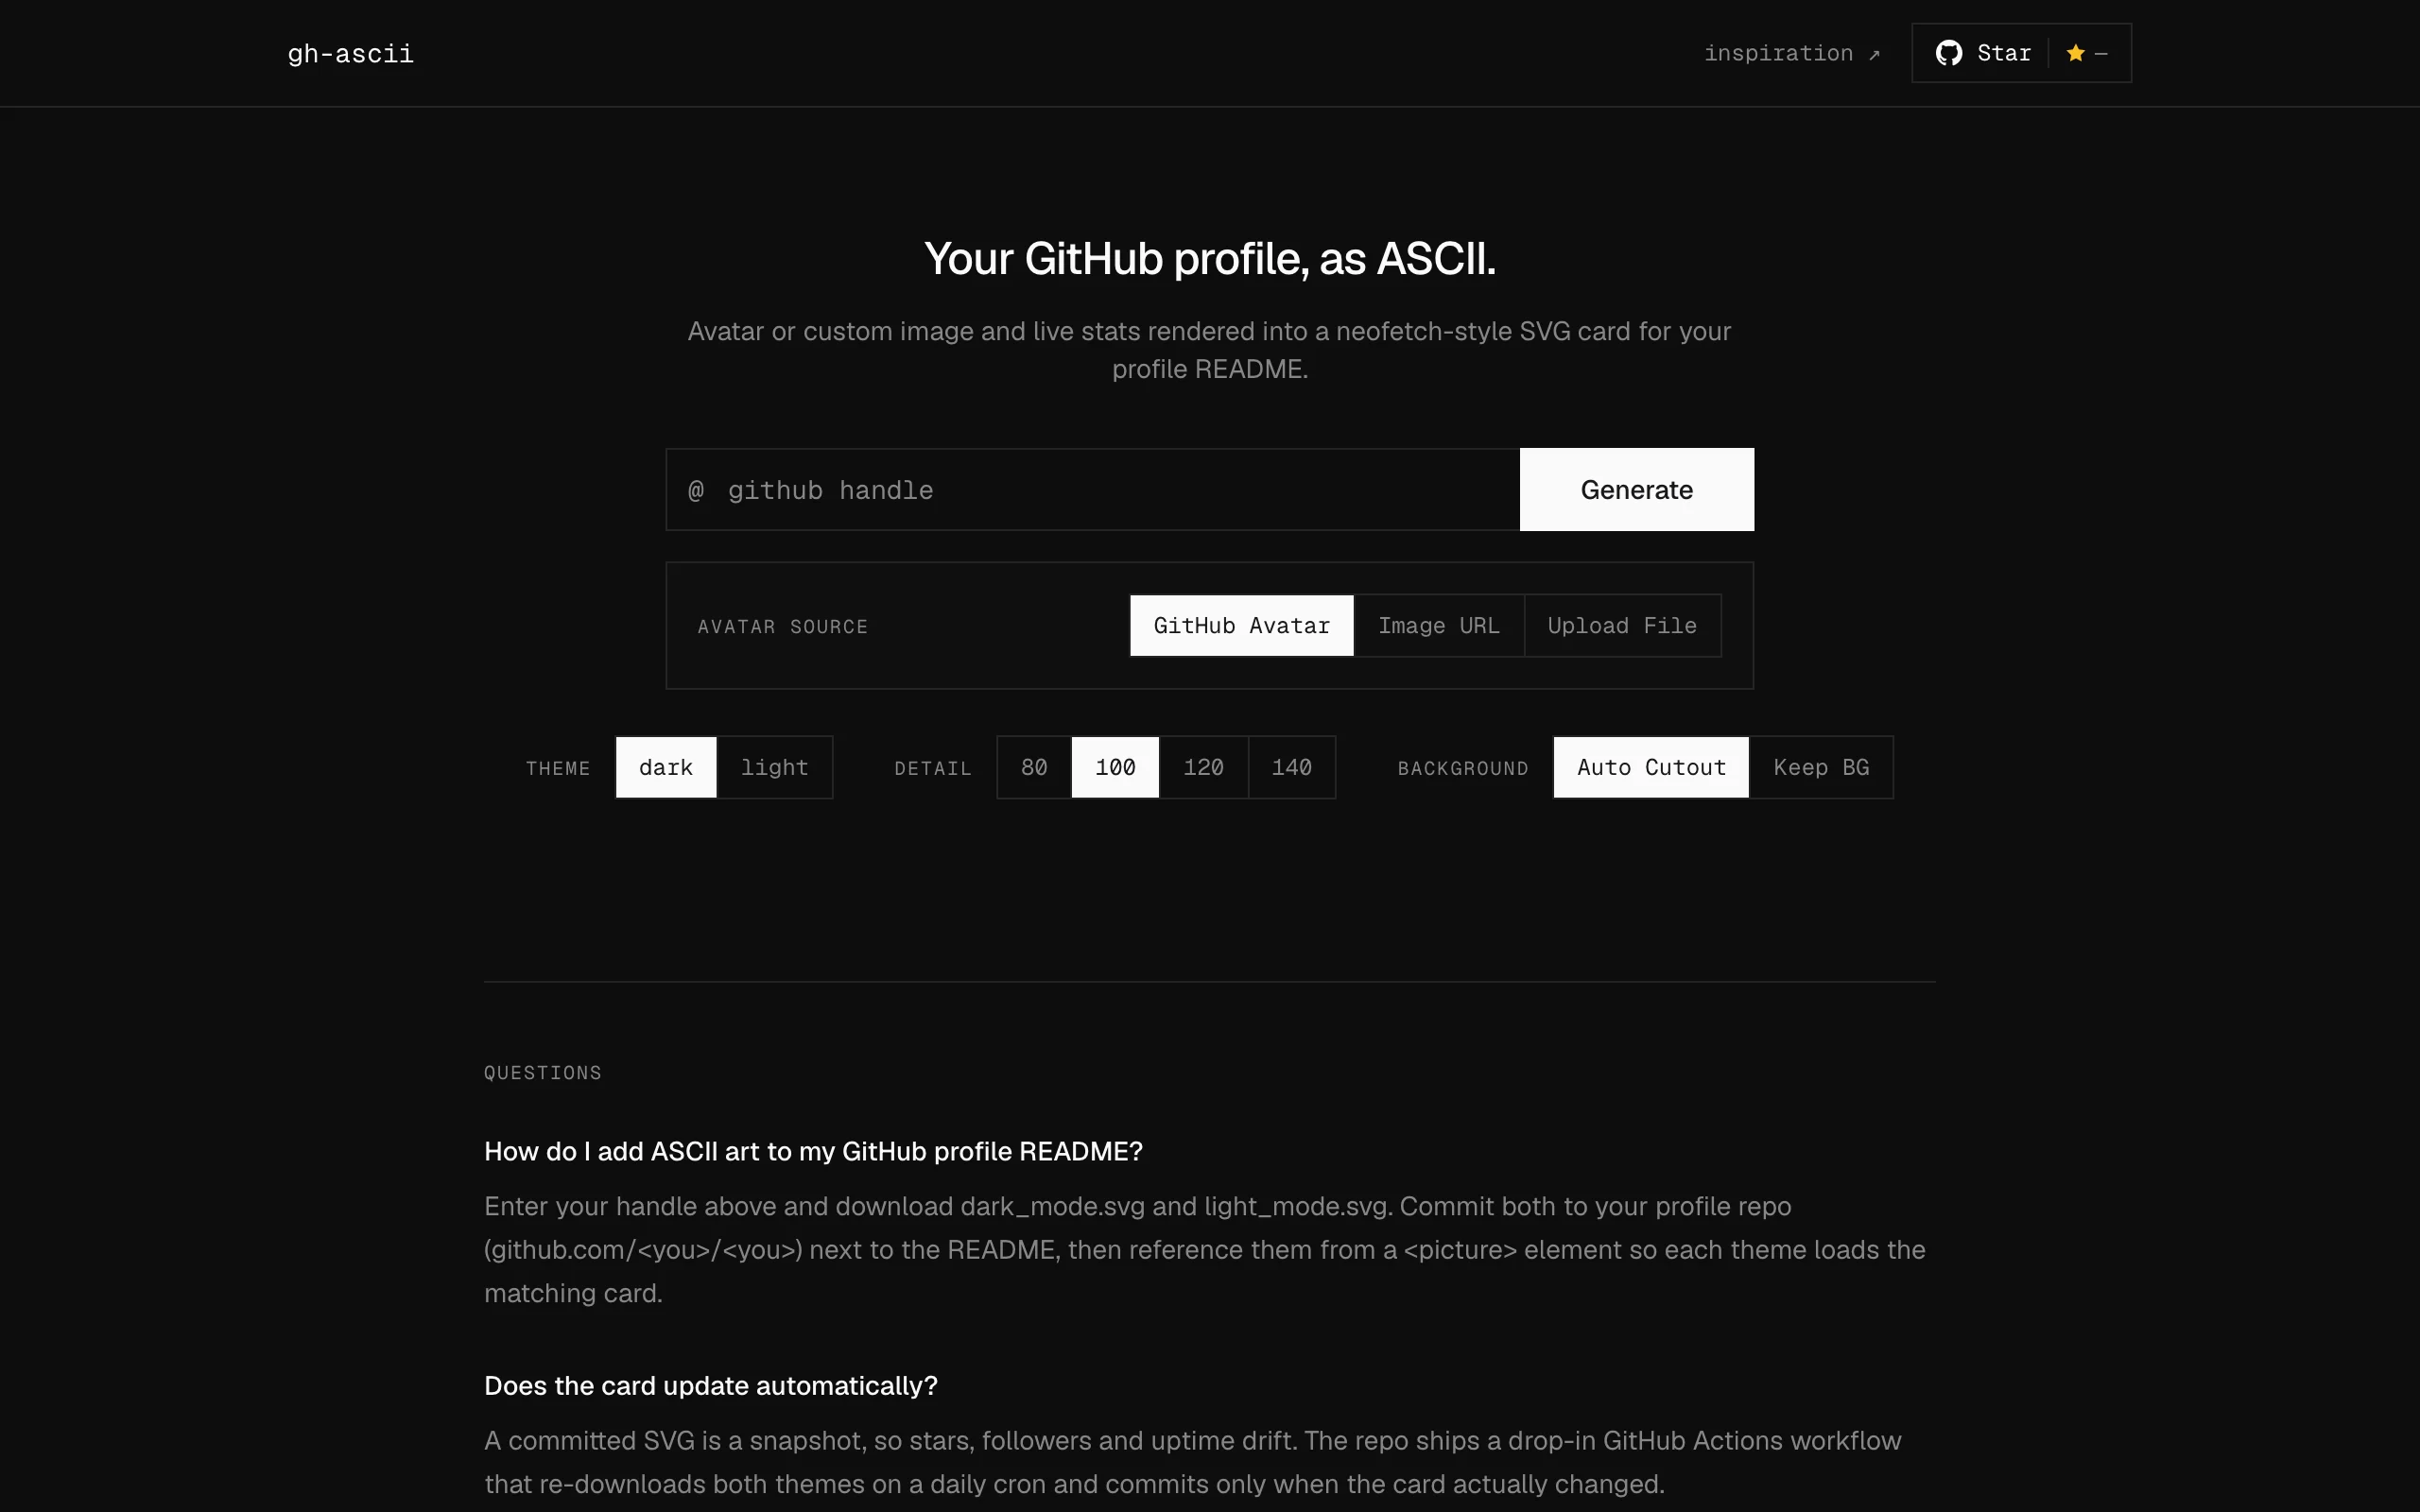 gh-ascii
inspiration ↗
Star
–
Your GitHub profile, as ASCII.
Avatar or custom image and live stats rendered into a neofetch-style SVG card for your
profile README.
@ github handle
Generate
AVATAR SOURCE
GitHub Avatar
Image URL
Upload File
THEME
dark
light
DETAIL
80
100
120
140
BACKGROUND
Auto Cutout
Keep BG
QUESTIONS
How do I add ASCII art to my GitHub profile README?
Enter your handle above and download dark_mode.svg and light_mode.svg. Commit both to your profile repo
(github.com/<you>/<you>) next to the README, then reference them from a <picture> element so each theme loads the
matching card.
Does the card update automatically?
A committed SVG is a snapshot, so stars, followers and uptime drift. The repo ships a drop-in GitHub Actions workflow
that re-downloads both themes on a daily cron and commits only when the card actually changed.